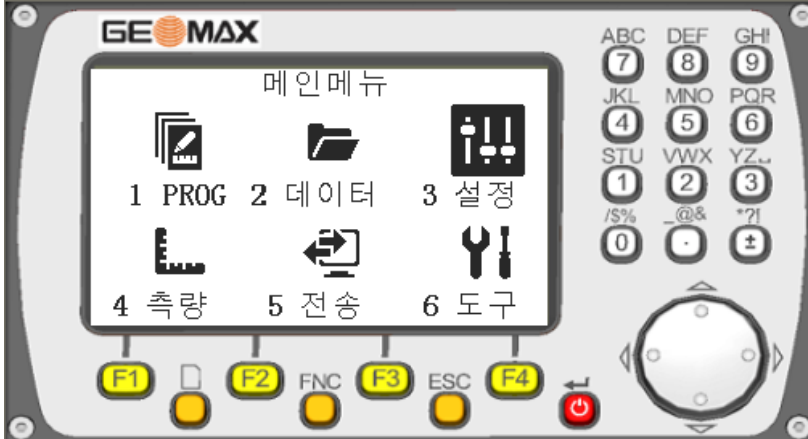 GEOMAX
메인메뉴
1 PROG 2 데이터 3 설정
4 측량 5 전송 6 도구
F1 F2 FNC F3 ESC F4
ABC DEF GHI
7 8 9
JKL MNO PQR
4 5 6
STU VWX YZ␣
1 2 3
/$% _@& *?!
0 . ±